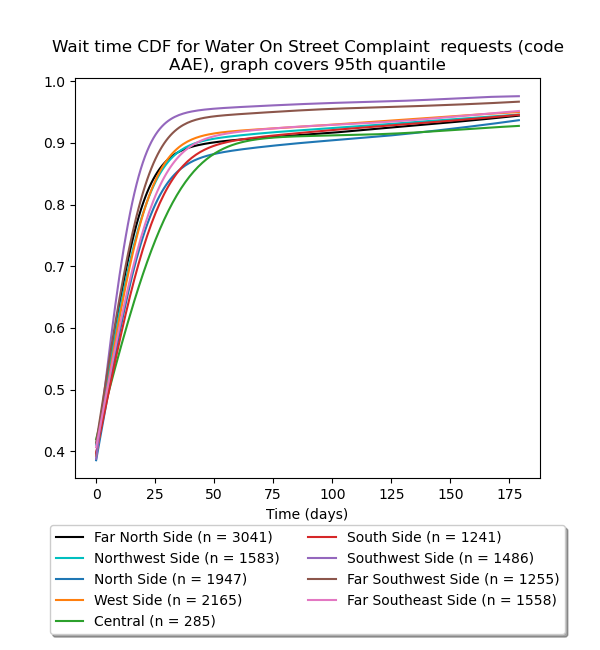 Wait time CDF for Water On Street Complaint  requests (code
AAE), graph covers 95th quantile
1.0
0.9
0.8
0.7
0.6
0.5
0.4
0 25 50 75 100 125 150 175
Time (days)
Far North Side (n = 3041)
Northwest Side (n = 1583)
North Side (n = 1947)
West Side (n = 2165)
Central (n = 285)
South Side (n = 1241)
Southwest Side (n = 1486)
Far Southwest Side (n = 1255)
Far Southeast Side (n = 1558)